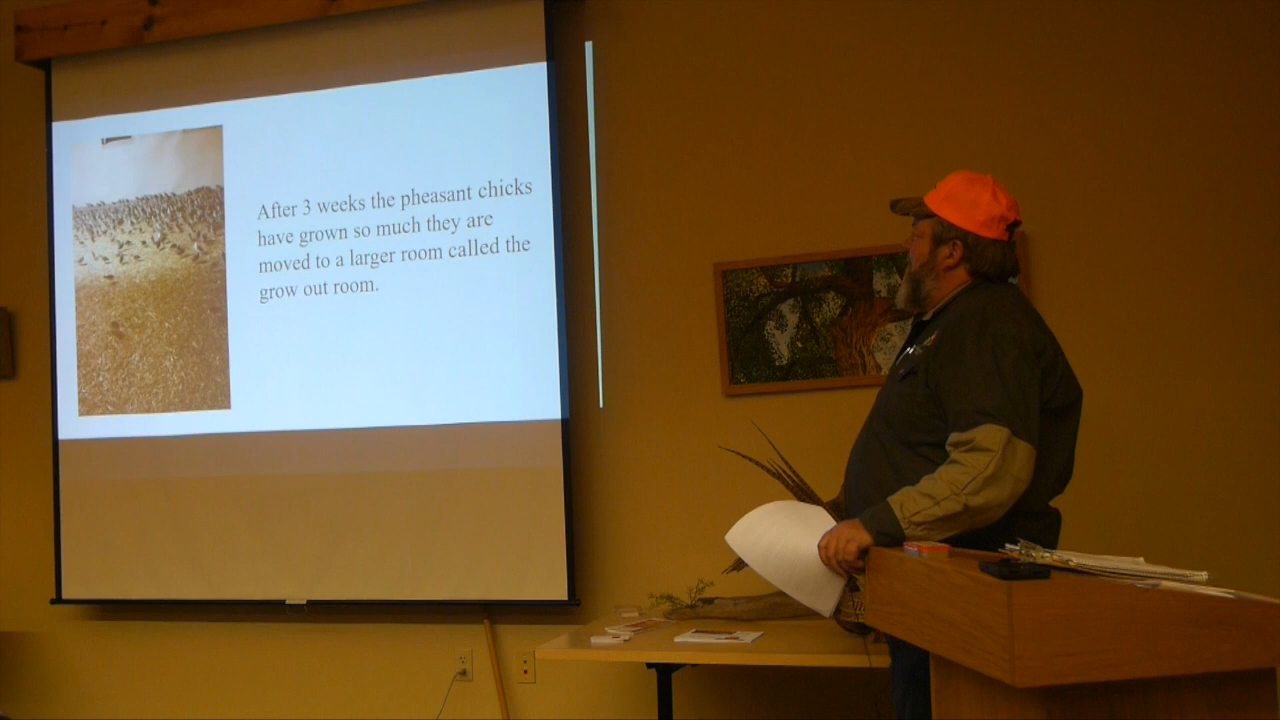 After 3 weeks the pheasant chicks
have grown so much they are
moved to a larger room called the
grow out room.